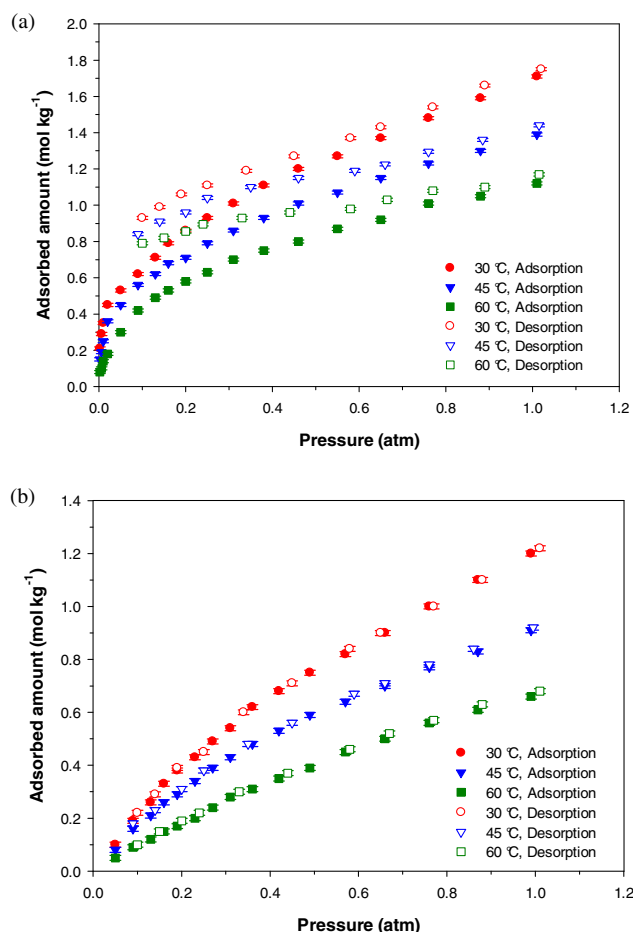 (a)
2.0
1.8
1.6
1.4
1.2
1.0
0.8
0.6
0.4
0.2
0.0
Adsorbed amount (mol kg⁻¹)
30 °C, Adsorption
45 °C, Adsorption
60 °C, Adsorption
30 °C, Desorption
45 °C, Desorption
60 °C, Desorption
0.0 0.2 0.4 0.6 0.8 1.0 1.2
Pressure (atm)
(b)
1.4
1.2
1.0
0.8
0.6
0.4
0.2
0.0
Adsorbed amount (mol kg⁻¹)
30 °C, Adsorption
45 °C, Adsorption
60 °C, Adsorption
30 °C, Desorption
45 °C, Desorption
60 °C, Desorption
0.0 0.2 0.4 0.6 0.8 1.0 1.2
Pressure (atm)